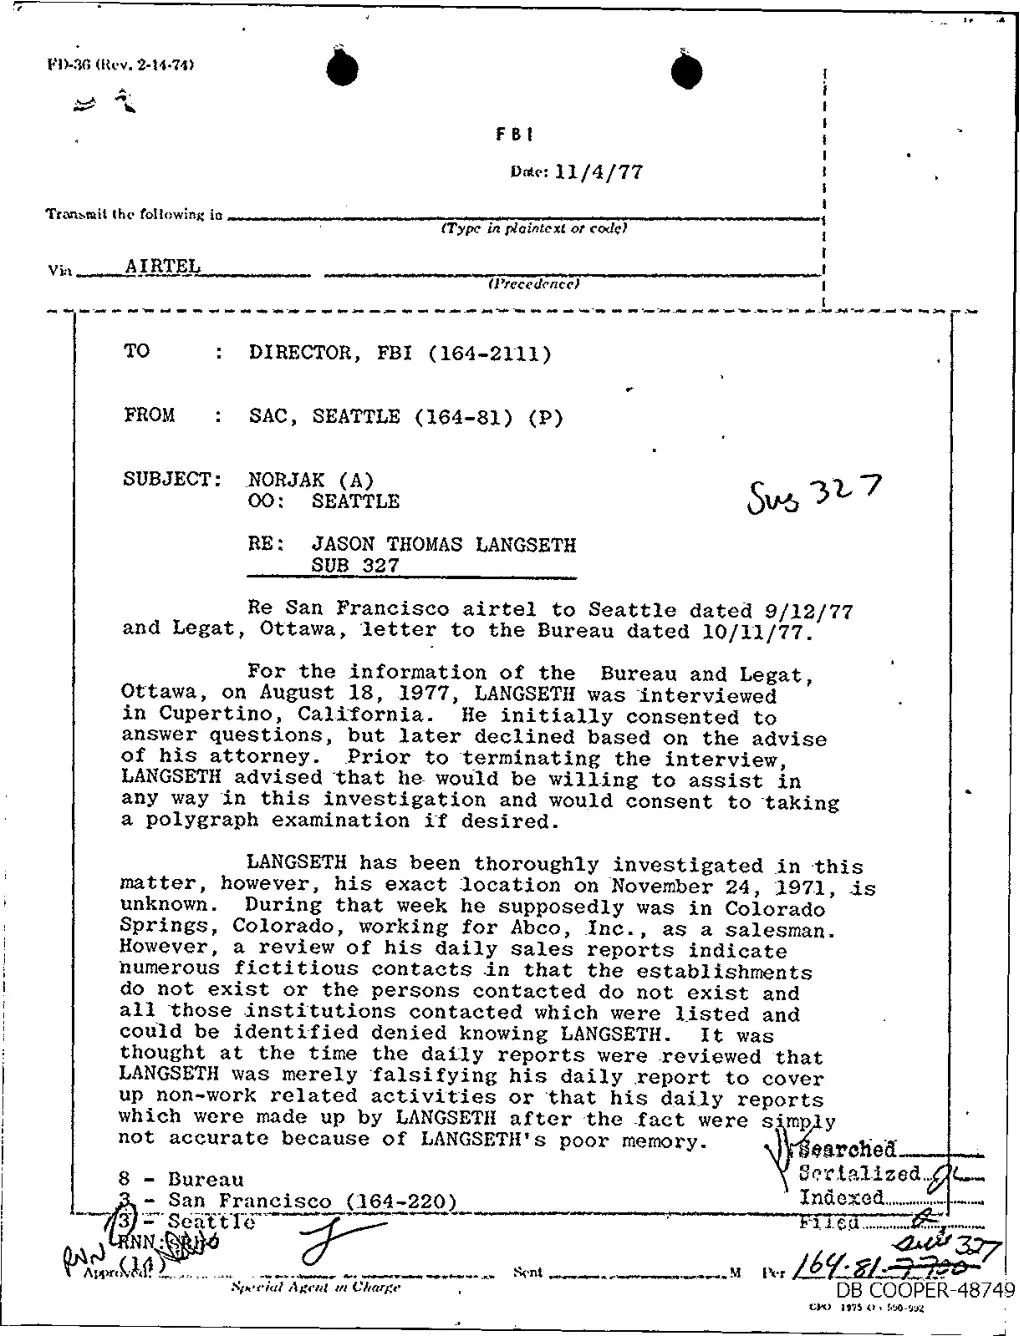 FD-36 (Rev. 2-14-74)
FBI
Date: 11/4/77
Transmit the following in
(Type in plaintext or code)
Via AIRTEL
(Precedence)
TO : DIRECTOR, FBI (164-2111)
FROM : SAC, SEATTLE (164-81) (P)
SUBJECT: NORJAK (A)
OO: SEATTLE
Sub 327
RE: JASON THOMAS LANGSETH
SUB 327
Re San Francisco airtel to Seattle dated 9/12/77
and Legat, Ottawa, letter to the Bureau dated 10/11/77.
For the information of the Bureau and Legat,
Ottawa, on August 18, 1977, LANGSETH was interviewed
in Cupertino, California. He initially consented to
answer questions, but later declined based on the advise
of his attorney. Prior to terminating the interview,
LANGSETH advised that he would be willing to assist in
any way in this investigation and would consent to taking
a polygraph examination if desired.
LANGSETH has been thoroughly investigated in this
matter, however, his exact location on November 24, 1971, is
unknown. During that week he supposedly was in Colorado
Springs, Colorado, working for Abco, Inc., as a salesman.
However, a review of his daily sales reports indicate
numerous fictitious contacts in that the establishments
do not exist or the persons contacted do not exist and
all those institutions contacted which were listed and
could be identified denied knowing LANGSETH. It was
thought at the time the daily reports were reviewed that
LANGSETH was merely falsifying his daily report to cover
up non-work related activities or that his daily reports
which were made up by LANGSETH after the fact were simply
not accurate because of LANGSETH's poor memory.
Searched
Serialized
Indexed
Filed
8 - Bureau
3 - San Francisco (164-220)
3 - Seattle
RNN:
(14)
Sub 327
164-81-
Approved: Sent M Per
Special Agent in Charge
DB COOPER-48749
GPO 1975 O - 590-992